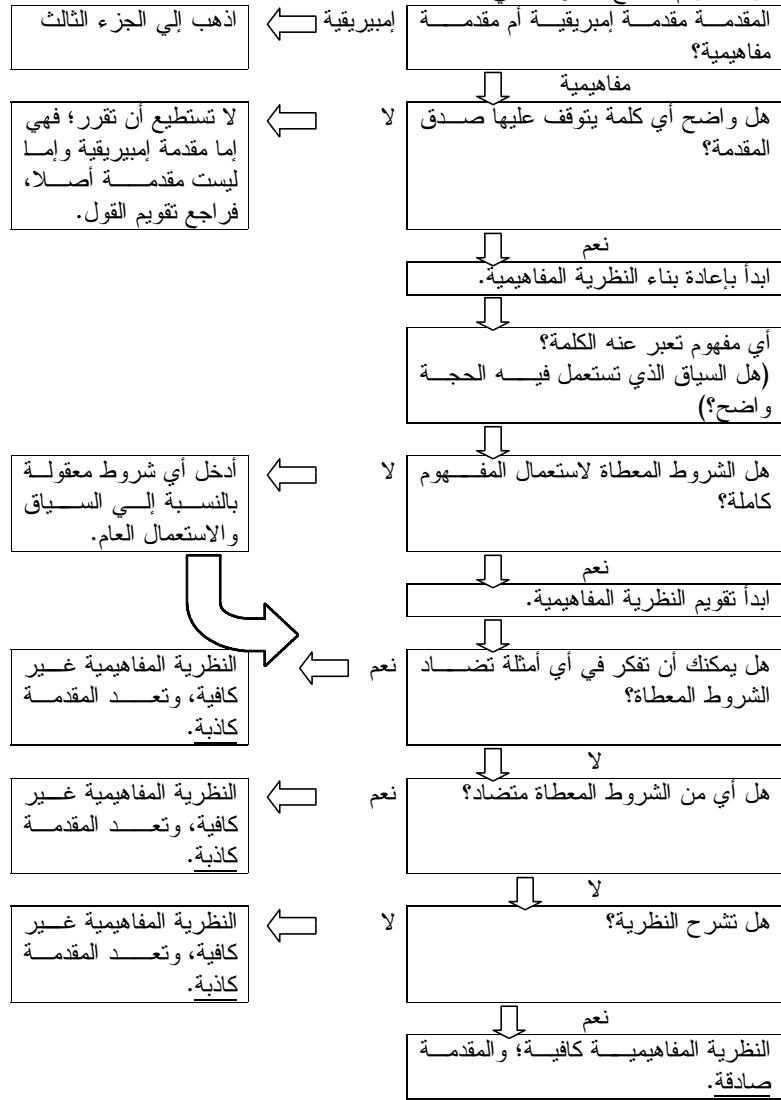 المقدمة مقدمة إمبريقية أم مقدمة
مفاهيمية؟
إمبيريقية
اذهب إلي الجزء الثالث
مفاهيمية
هل واضح أي كلمة يتوقف عليها صدق
المقدمة؟
لا
لا تستطيع أن تقرر؛ فهي
إما مقدمة إمبيريقية وإما
ليست مقدمة أصلا،
فراجع تقويم القول.
نعم
ابدأ بإعادة بناء النظرية المفاهيمية.
أي مفهوم تعبر عنه الكلمة؟
(هل السياق الذي تستعمل فيه الحجة
واضح؟)
هل الشروط المعطاة لاستعمال المفهوم
كاملة؟
لا
أدخل أي شروط معقولة
بالنسبة إلي السياق
والاستعمال العام.
نعم
ابدأ تقويم النظرية المفاهيمية.
هل يمكنك أن تفكر في أي أمثلة تضاد
الشروط المعطاة؟
نعم
النظرية المفاهيمية غير
كافية، وتعد المقدمة
كاذبة.
لا
هل أي من الشروط المعطاة متضاد؟
نعم
النظرية المفاهيمية غير
كافية، وتعد المقدمة
كاذبة.
لا
هل تشرح النظرية؟
لا
النظرية المفاهيمية غير
كافية، وتعد المقدمة
كاذبة.
نعم
النظرية المفاهيمية كافية؛ والمقدمة
صادقة.